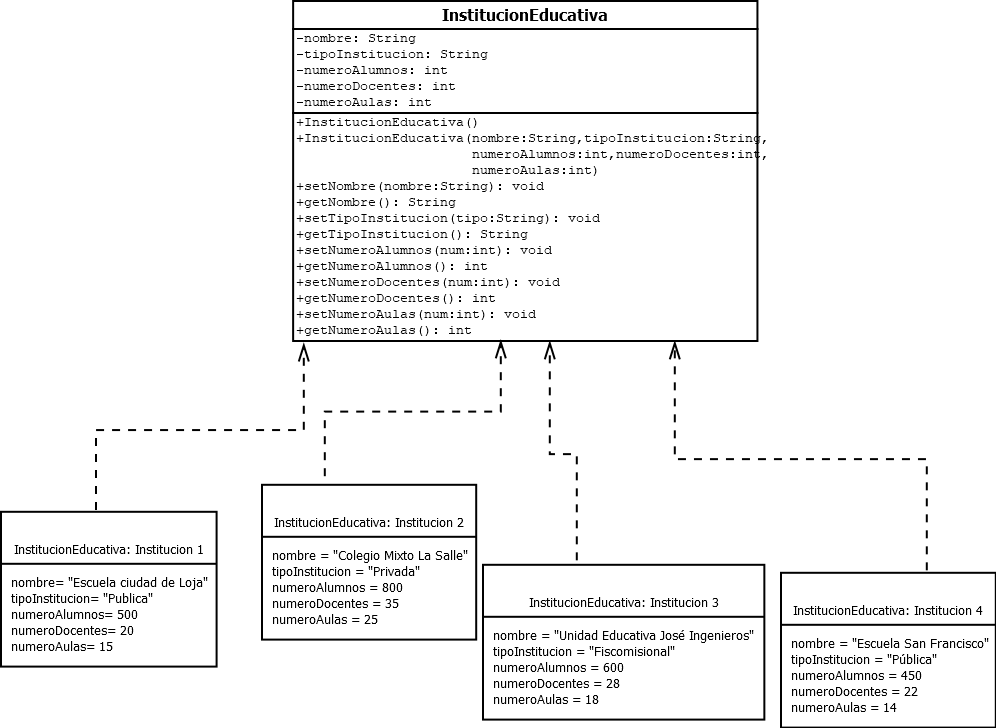 InstitucionEducativa
-nombre: String
-tipoInstitucion: String
-numeroAlumnos: int
-numeroDocentes: int
-numeroAulas: int
+InstitucionEducativa()
+InstitucionEducativa(nombre:String,tipoInstitucion:String,
numeroAlumnos:int,numeroDocentes:int,
numeroAulas:int)
+setNombre(nombre:String): void
+getNombre(): String
+setTipoInstitucion(tipo:String): void
+getTipoInstitucion(): String
+setNumeroAlumnos(num:int): void
+getNumeroAlumnos(): int
+setNumeroDocentes(num:int): void
+getNumeroDocentes(): int
+setNumeroAulas(num:int): void
+getNumeroAulas(): int
InstitucionEducativa: Institucion 1
nombre= "Escuela ciudad de Loja"
tipoInstitucion= "Publica"
numeroAlumnos= 500
numeroDocentes= 20
numeroAulas= 15
InstitucionEducativa: Institucion 2
nombre = "Colegio Mixto La Salle"
tipoInstitucion = "Privada"
numeroAlumnos = 800
numeroDocentes = 35
numeroAulas = 25
InstitucionEducativa: Institucion 3
nombre = "Unidad Educativa José Ingenieros"
tipoInstitucion = "Fiscomisional"
numeroAlumnos = 600
numeroDocentes = 28
numeroAulas = 18
InstitucionEducativa: Institucion 4
nombre = "Escuela San Francisco"
tipoInstitucion = "Pública"
numeroAlumnos = 450
numeroDocentes = 22
numeroAulas = 14